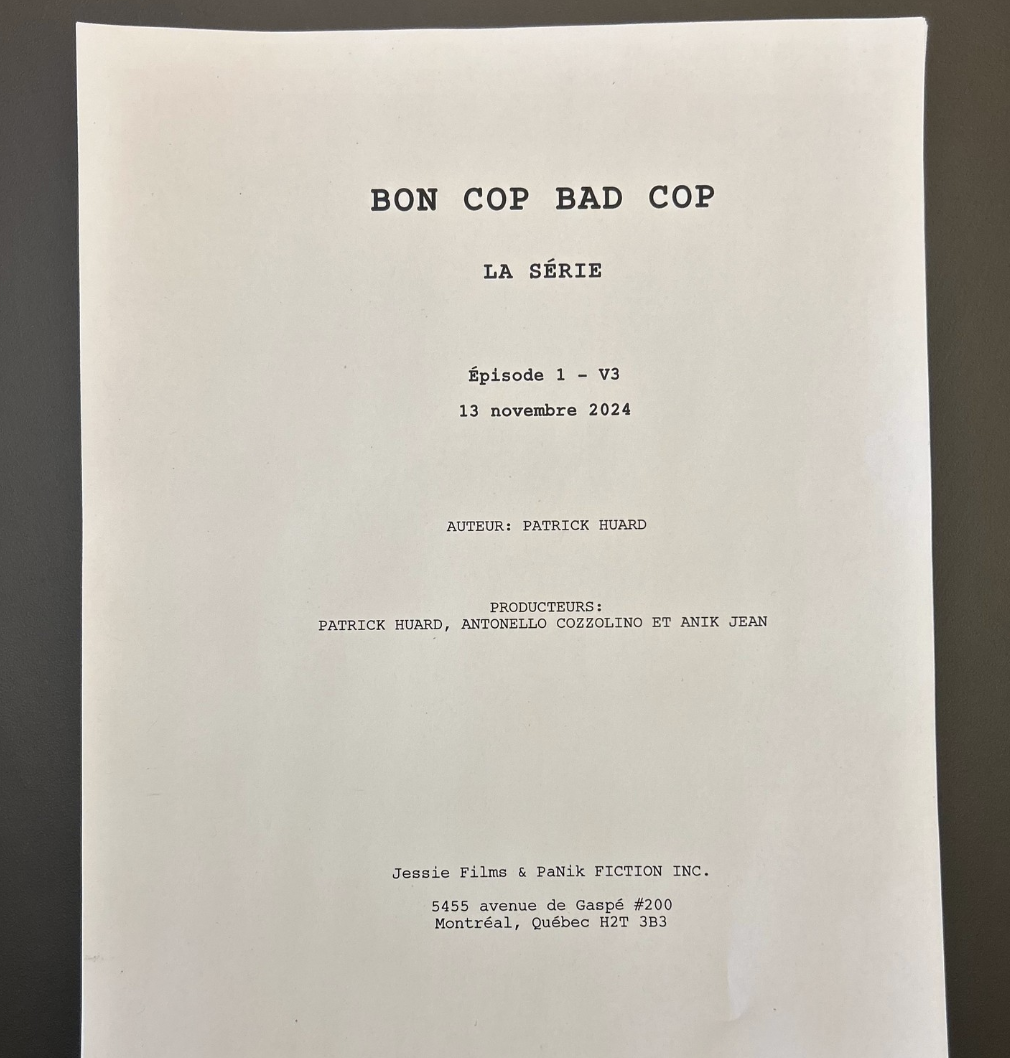 BON COP BAD COP
LA SÉRIE
Épisode 1 - V3
13 novembre 2024
AUTEUR: PATRICK HUARD
PRODUCTEURS:
PATRICK HUARD, ANTONELLO COZZOLINO ET ANIK JEAN
Jessie Films & PaNik FICTION INC.
5455 avenue de Gaspé #200
Montréal, Québec H2T 3B3